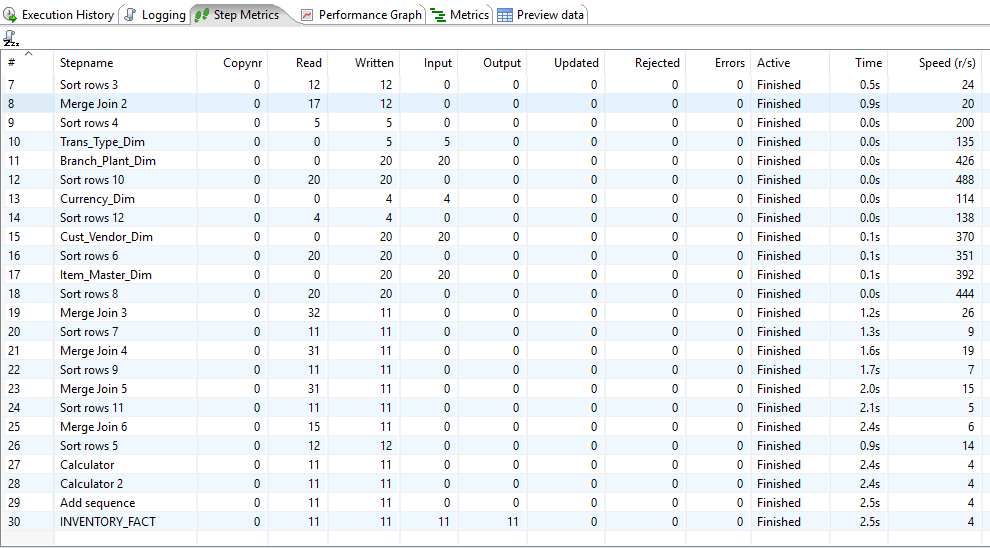 Execution History Logging Step Metrics Performance Graph Metrics Preview data
# Stepname Copynr Read Written Input Output Updated Rejected Errors Active Time Speed (r/s)
7 Sort rows 3 0 12 12 0 0 0 0 0 Finished 0.5s 24
8 Merge Join 2 0 17 12 0 0 0 0 0 Finished 0.9s 20
9 Sort rows 4 0 5 5 0 0 0 0 0 Finished 0.0s 200
10 Trans_Type_Dim 0 0 5 5 0 0 0 0 Finished 0.0s 135
11 Branch_Plant_Dim 0 0 20 20 0 0 0 0 Finished 0.0s 426
12 Sort rows 10 0 20 20 0 0 0 0 0 Finished 0.0s 488
13 Currency_Dim 0 0 4 4 0 0 0 0 Finished 0.0s 114
14 Sort rows 12 0 4 4 0 0 0 0 0 Finished 0.0s 138
15 Cust_Vendor_Dim 0 0 20 20 0 0 0 0 Finished 0.1s 370
16 Sort rows 6 0 20 20 0 0 0 0 0 Finished 0.1s 351
17 Item_Master_Dim 0 0 20 20 0 0 0 0 Finished 0.1s 392
18 Sort rows 8 0 20 20 0 0 0 0 0 Finished 0.0s 444
19 Merge Join 3 0 32 11 0 0 0 0 0 Finished 1.2s 26
20 Sort rows 7 0 11 11 0 0 0 0 0 Finished 1.3s 9
21 Merge Join 4 0 31 11 0 0 0 0 0 Finished 1.6s 19
22 Sort rows 9 0 11 11 0 0 0 0 0 Finished 1.7s 7
23 Merge Join 5 0 31 11 0 0 0 0 0 Finished 2.0s 15
24 Sort rows 11 0 11 11 0 0 0 0 0 Finished 2.1s 5
25 Merge Join 6 0 15 11 0 0 0 0 0 Finished 2.4s 6
26 Sort rows 5 0 12 12 0 0 0 0 0 Finished 0.9s 14
27 Calculator 0 11 11 0 0 0 0 0 Finished 2.4s 4
28 Calculator 2 0 11 11 0 0 0 0 0 Finished 2.4s 4
29 Add sequence 0 11 11 0 0 0 0 0 Finished 2.5s 4
30 INVENTORY_FACT 0 11 11 11 11 0 0 0 Finished 2.5s 4